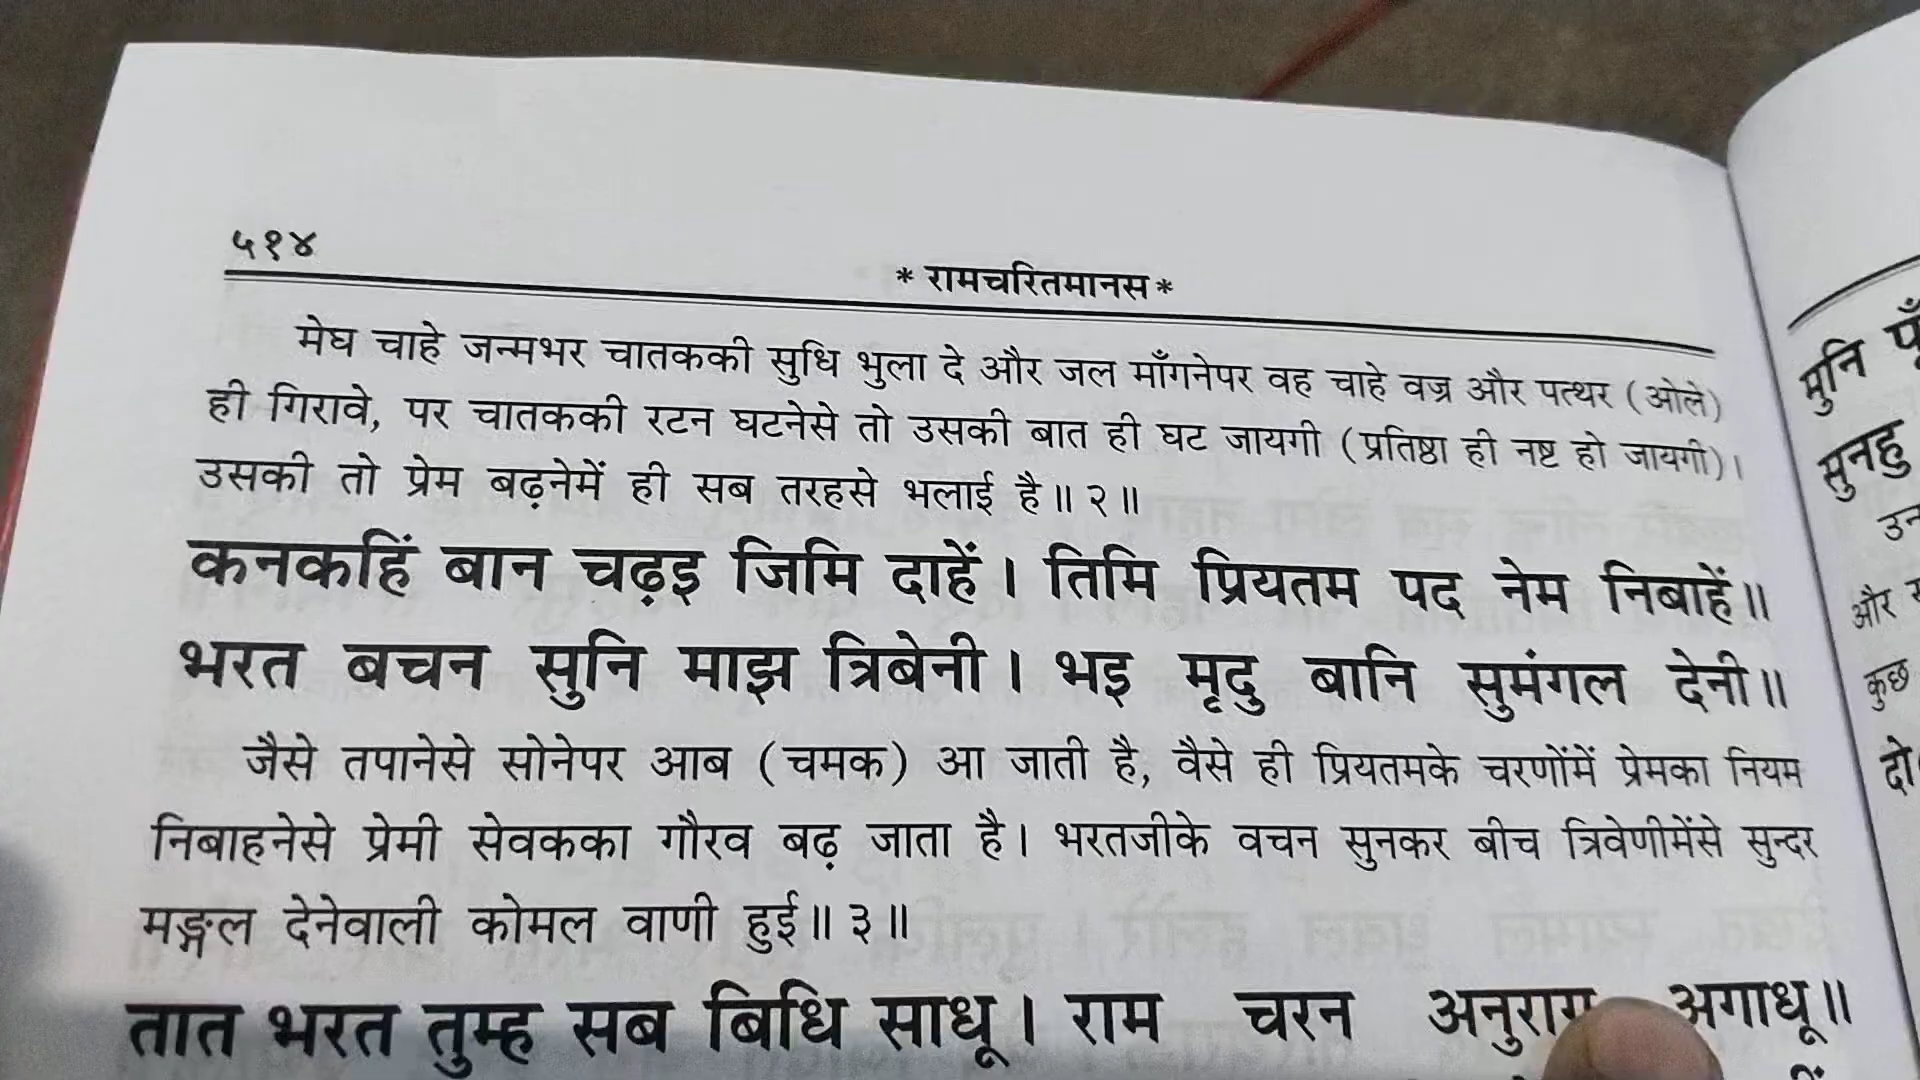 ५१४
* रामचरितमानस *
मेघ चाहे जन्मभर चातककी सुधि भुला दे और जल माँगनेपर वह चाहे वज्र और पत्थर (ओले)
ही गिरावे, पर चातककी रटन घटनेसे तो उसकी बात ही घट जायगी (प्रतिष्ठा ही नष्ट हो जायगी)।
उसकी तो प्रेम बढ़नेमें ही सब तरहसे भलाई है॥ २॥
कनकहिं बान चढ़इ जिमि दाहें। तिमि प्रियतम पद नेम निबाहें॥
भरत बचन सुनि माझ त्रिबेनी। भइ मृदु बानि सुमंगल देनी॥
जैसे तपानेसे सोनेपर आब (चमक) आ जाती है, वैसे ही प्रियतमके चरणोंमें प्रेमका नियम
निबाहनेसे प्रेमी सेवकका गौरव बढ़ जाता है। भरतजीके वचन सुनकर बीच त्रिवेणीमेंसे सुन्दर
मङ्गल देनेवाली कोमल वाणी हुई॥ ३॥
तात भरत तुम्ह सब बिधि साधू। राम चरन अनुराग अगाधू॥
मुनि
सुनहु
और
कुछ